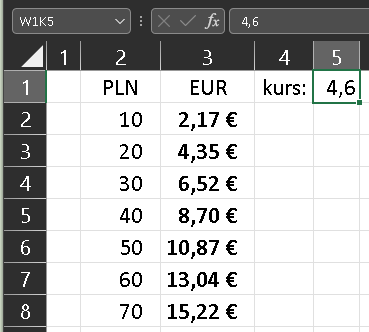 W1K5 fx 4,6
1 2 3 4 5
1 PLN EUR kurs: 4,6
2 10 2,17 €
3 20 4,35 €
4 30 6,52 €
5 40 8,70 €
6 50 10,87 €
7 60 13,04 €
8 70 15,22 €